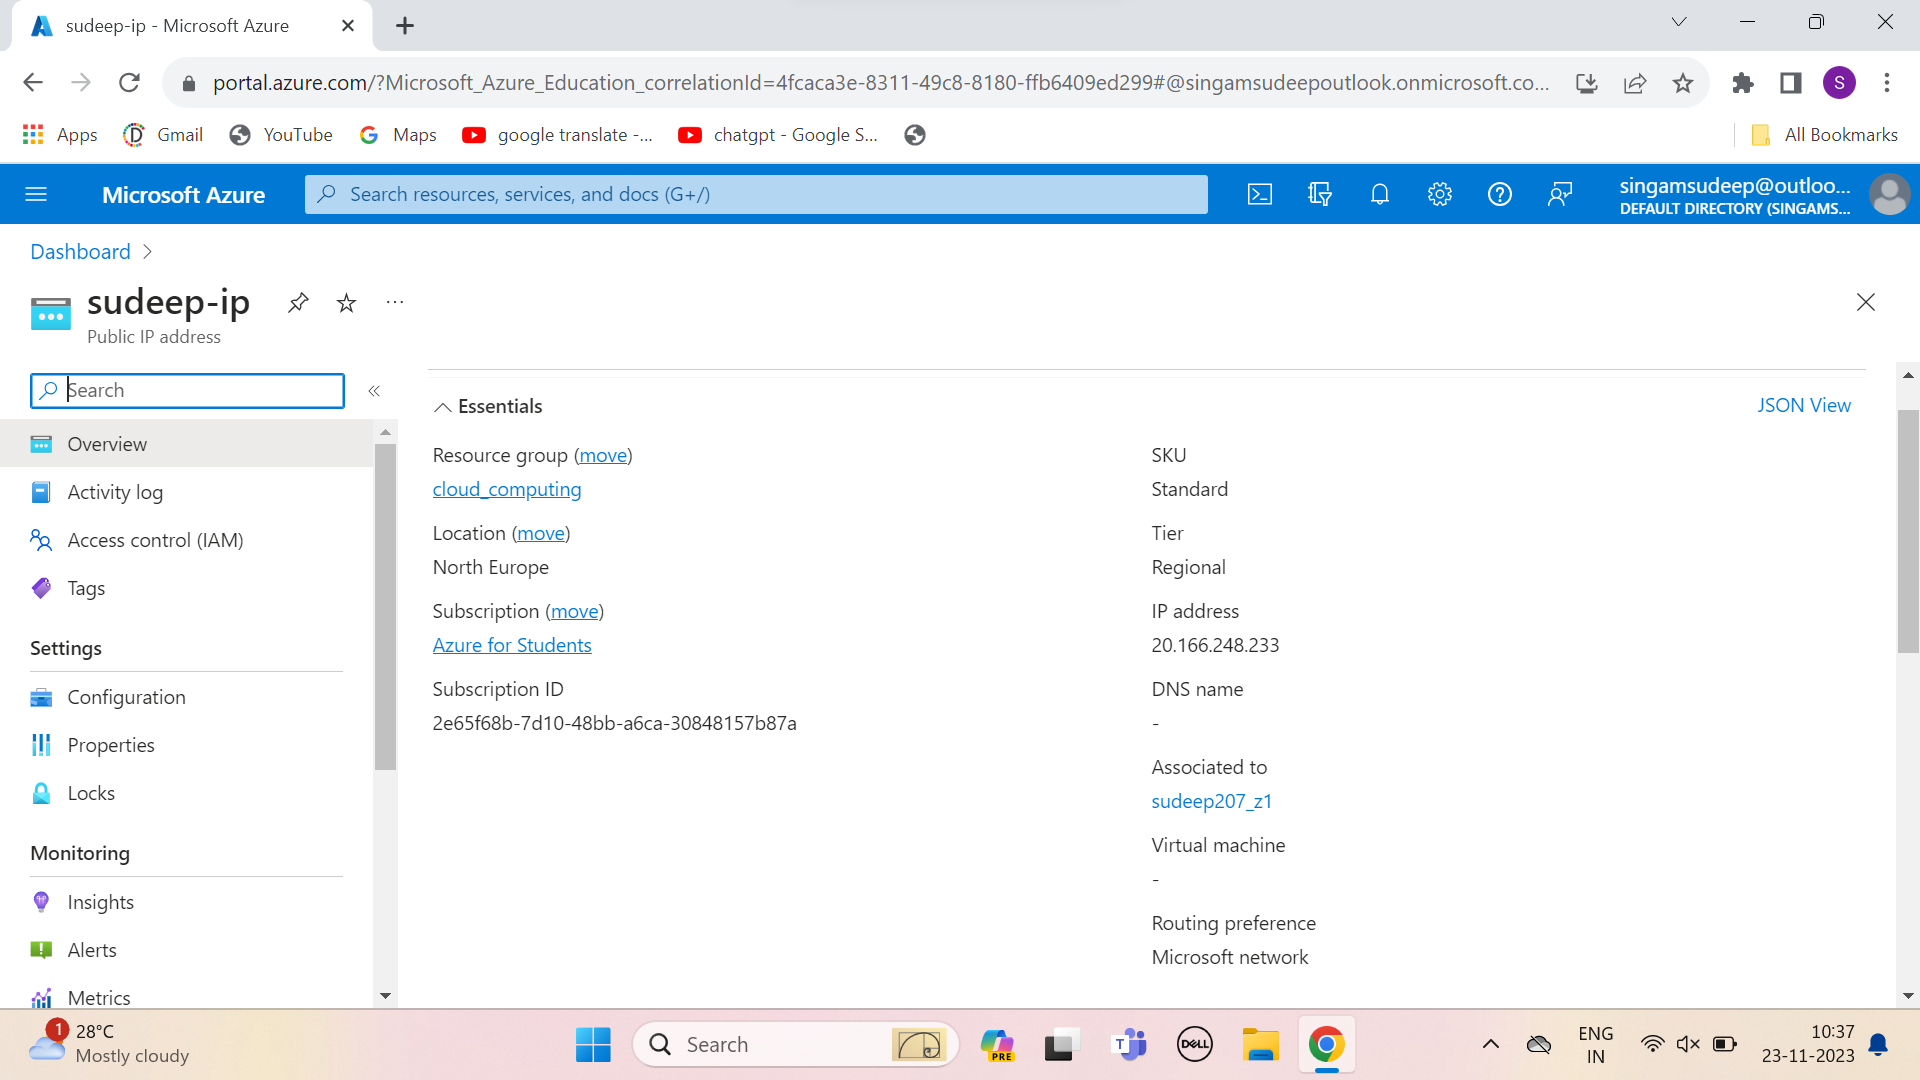 sudeep-ip - Microsoft Azure
portal.azure.com/?Microsoft_Azure_Education_correlationId=4fcaca3e-8311-49c8-8180-ffb6409ed299#@singamsudeepoutlook.onmicrosoft.co...
S
Apps
Gmail
YouTube
Maps
google translate -...
chatgpt - Google S...
All Bookmarks
Microsoft Azure
Search resources, services, and docs (G+/)
singamsudeep@outloo...
DEFAULT DIRECTORY (SINGAMS...
Dashboard
sudeep-ip
Public IP address
Search
Overview
Activity log
Access control (IAM)
Tags
Settings
Configuration
Properties
Locks
Monitoring
Insights
Alerts
Metrics
Essentials
JSON View
Resource group (move)
cloud_computing
Location (move)
North Europe
Subscription (move)
Azure for Students
Subscription ID
2e65f68b-7d10-48bb-a6ca-30848157b87a
SKU
Standard
Tier
Regional
IP address
20.166.248.233
DNS name
-
Associated to
sudeep207_z1
Virtual machine
-
Routing preference
Microsoft network
1
28°C
Mostly cloudy
Search
PRE
T
DELL
ENG
IN
10:37
23-11-2023